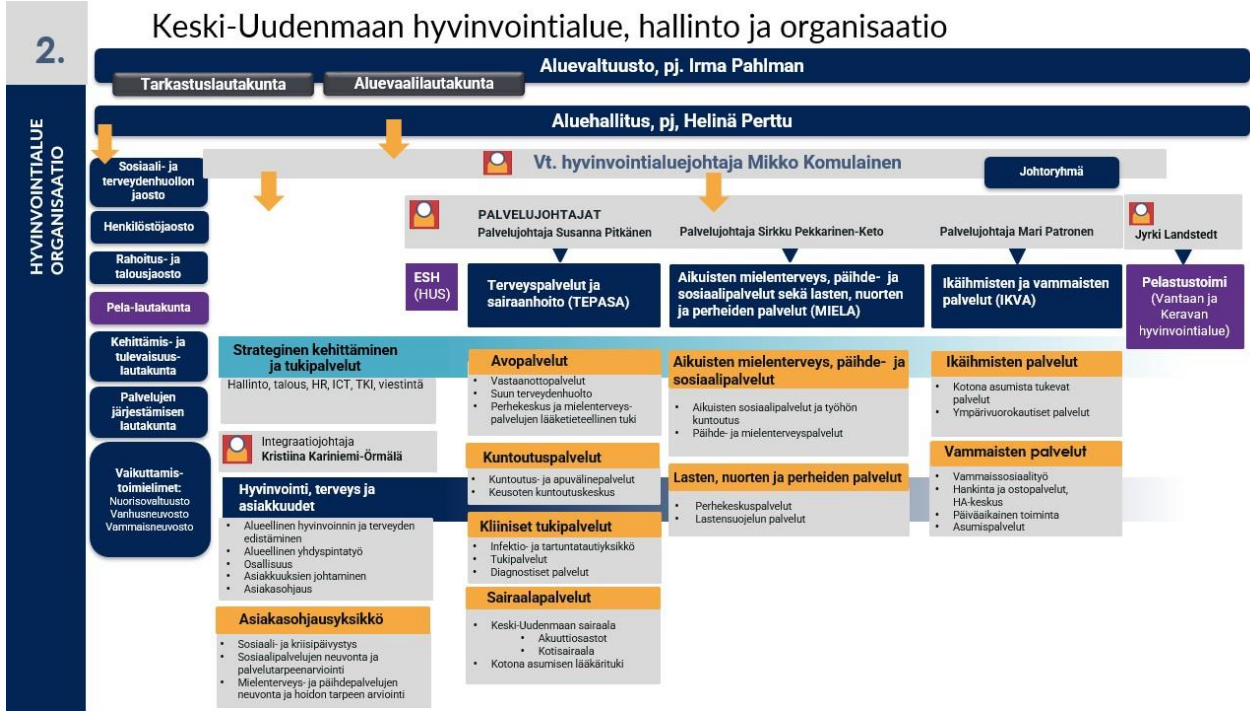 2.
Keski-Uudenmaan hyvinvointialue, hallinto ja organisaatio
HYVINVOINTIALUE
ORGANISAATIO
Aluevaltuusto, pj. Irma Pahlman
Tarkastuslautakunta
Aluevaalilautakunta
Aluehallitus, pj, Helinä Perttu
Vt. hyvinvointialuejohtaja Mikko Komulainen
Johtoryhmä
Sosiaali- ja
terveydenhuollon
jaosto
Henkilöstöjaosto
Rahoitus- ja
talousjaosto
Pela-lautakunta
Kehittämis- ja
tulevaisuus-
lautakunta
Palvelujen
järjestämisen
lautakunta
Vaikuttamis-
toimielimet:
Nuorisovaltuusto
Vanhusneuvosto
Vammaisneuvosto
PALVELUJOHTAJAT
Palvelujohtaja Susanna Pitkänen
Palvelujohtaja Sirkku Pekkarinen-Keto
Palvelujohtaja Mari Patronen
Jyrki Landstedt
ESH
(HUS)
Terveyspalvelut ja
sairaanhoito (TEPASA)
Aikuisten mielenterveys, päihde- ja
sosiaalipalvelut sekä lasten, nuorten
ja perheiden palvelut (MIELA)
Ikäihmisten ja vammaisten
palvelut (IKVA)
Pelastustoimi
(Vantaan ja
Keravan
hyvinvointialue)
Strateginen kehittäminen
ja tukipalvelut
Hallinto, talous, HR, ICT, TKI, viestintä
Integraatiojohtaja
Kristiina Kariniemi-Örmälä
Hyvinvointi, terveys ja
asiakkuudet
• Alueellinen hyvinvoinnin ja terveyden
edistäminen
• Alueellinen yhdyspintatyö
• Osallisuus
• Asiakkuuksien johtaminen
• Asiakasohjaus
Asiakasohjausyksikkö
• Sosiaali- ja kriisipäivystys
• Sosiaalipalvelujen neuvonta ja
palvelutarpeenarviointi
• Mielenterveys- ja päihdepalvelujen
neuvonta ja hoidon tarpeen arviointi
Avopalvelut
• Vastaanottopalvelut
• Suun terveydenhuolto
• Perhekeskus ja mielenterveys-
palvelujen lääketieteellinen tuki
Kuntoutuspalvelut
• Kuntoutus- ja apuvälinepalvelut
• Keusoten kuntoutuskeskus
Kliiniset tukipalvelut
• Infektio- ja tartuntatautiyksikkö
• Tukipalvelut
• Diagnostiset palvelut
Sairaalapalvelut
• Keski-Uudenmaan sairaala
• Akuuttiosastot
• Kotisairaala
• Kotona asumisen lääkärituki
Aikuisten mielenterveys, päihde- ja
sosiaalipalvelut
• Aikuisten sosiaalipalvelut ja työhön
kuntoutus
• Päihde- ja mielenterveyspalvelut
Lasten, nuorten ja perheiden palvelut
• Perhekeskuspalvelut
• Lastensuojelun palvelut
Ikäihmisten palvelut
• Kotona asumista tukevat
palvelut
• Ympärivuorokautiset palvelut
Vammaisten palvelut
• Vammaissosiaalityö
• Hankinta ja ostopalvelut,
HA-keskus
• Päiväaikainen toiminta
• Asumispalvelut